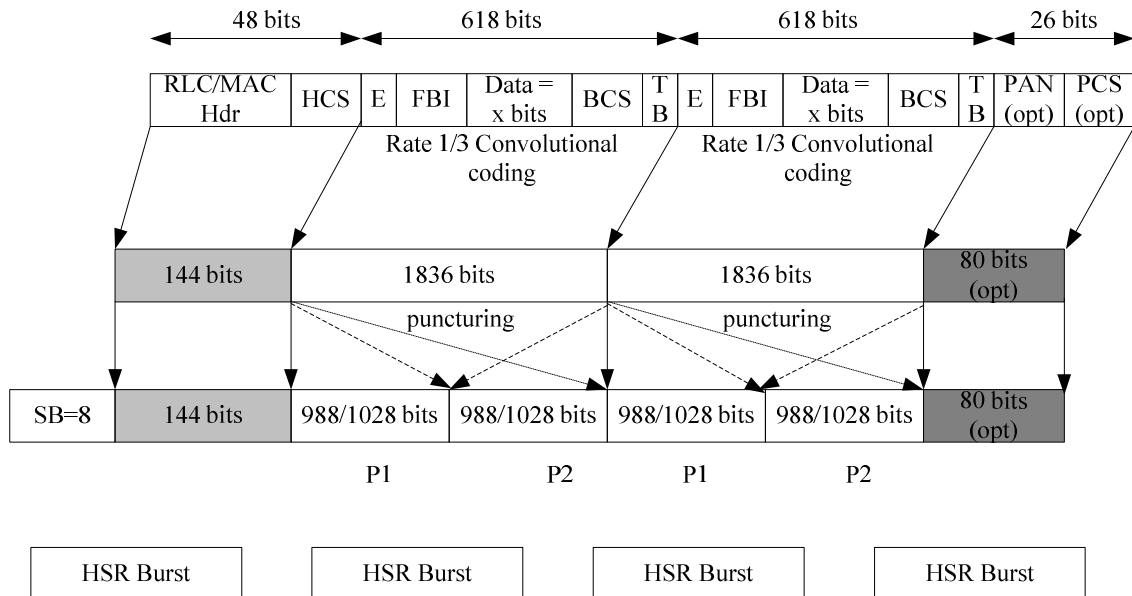 48 bits
618 bits
618 bits
26 bits
RLC/MAC
Hdr
HCS
E
FBI
Data =
x bits
BCS
T
B
E
FBI
Data =
x bits
BCS
T
B
PAN
(opt)
PCS
(opt)
Rate 1/3 Convolutional
coding
Rate 1/3 Convolutional
coding
144 bits
1836 bits
1836 bits
80 bits
(opt)
puncturing
puncturing
SB=8
144 bits
988/1028 bits
988/1028 bits
988/1028 bits
988/1028 bits
80 bits
(opt)
P1
P2
P1
P2
HSR Burst
HSR Burst
HSR Burst
HSR Burst